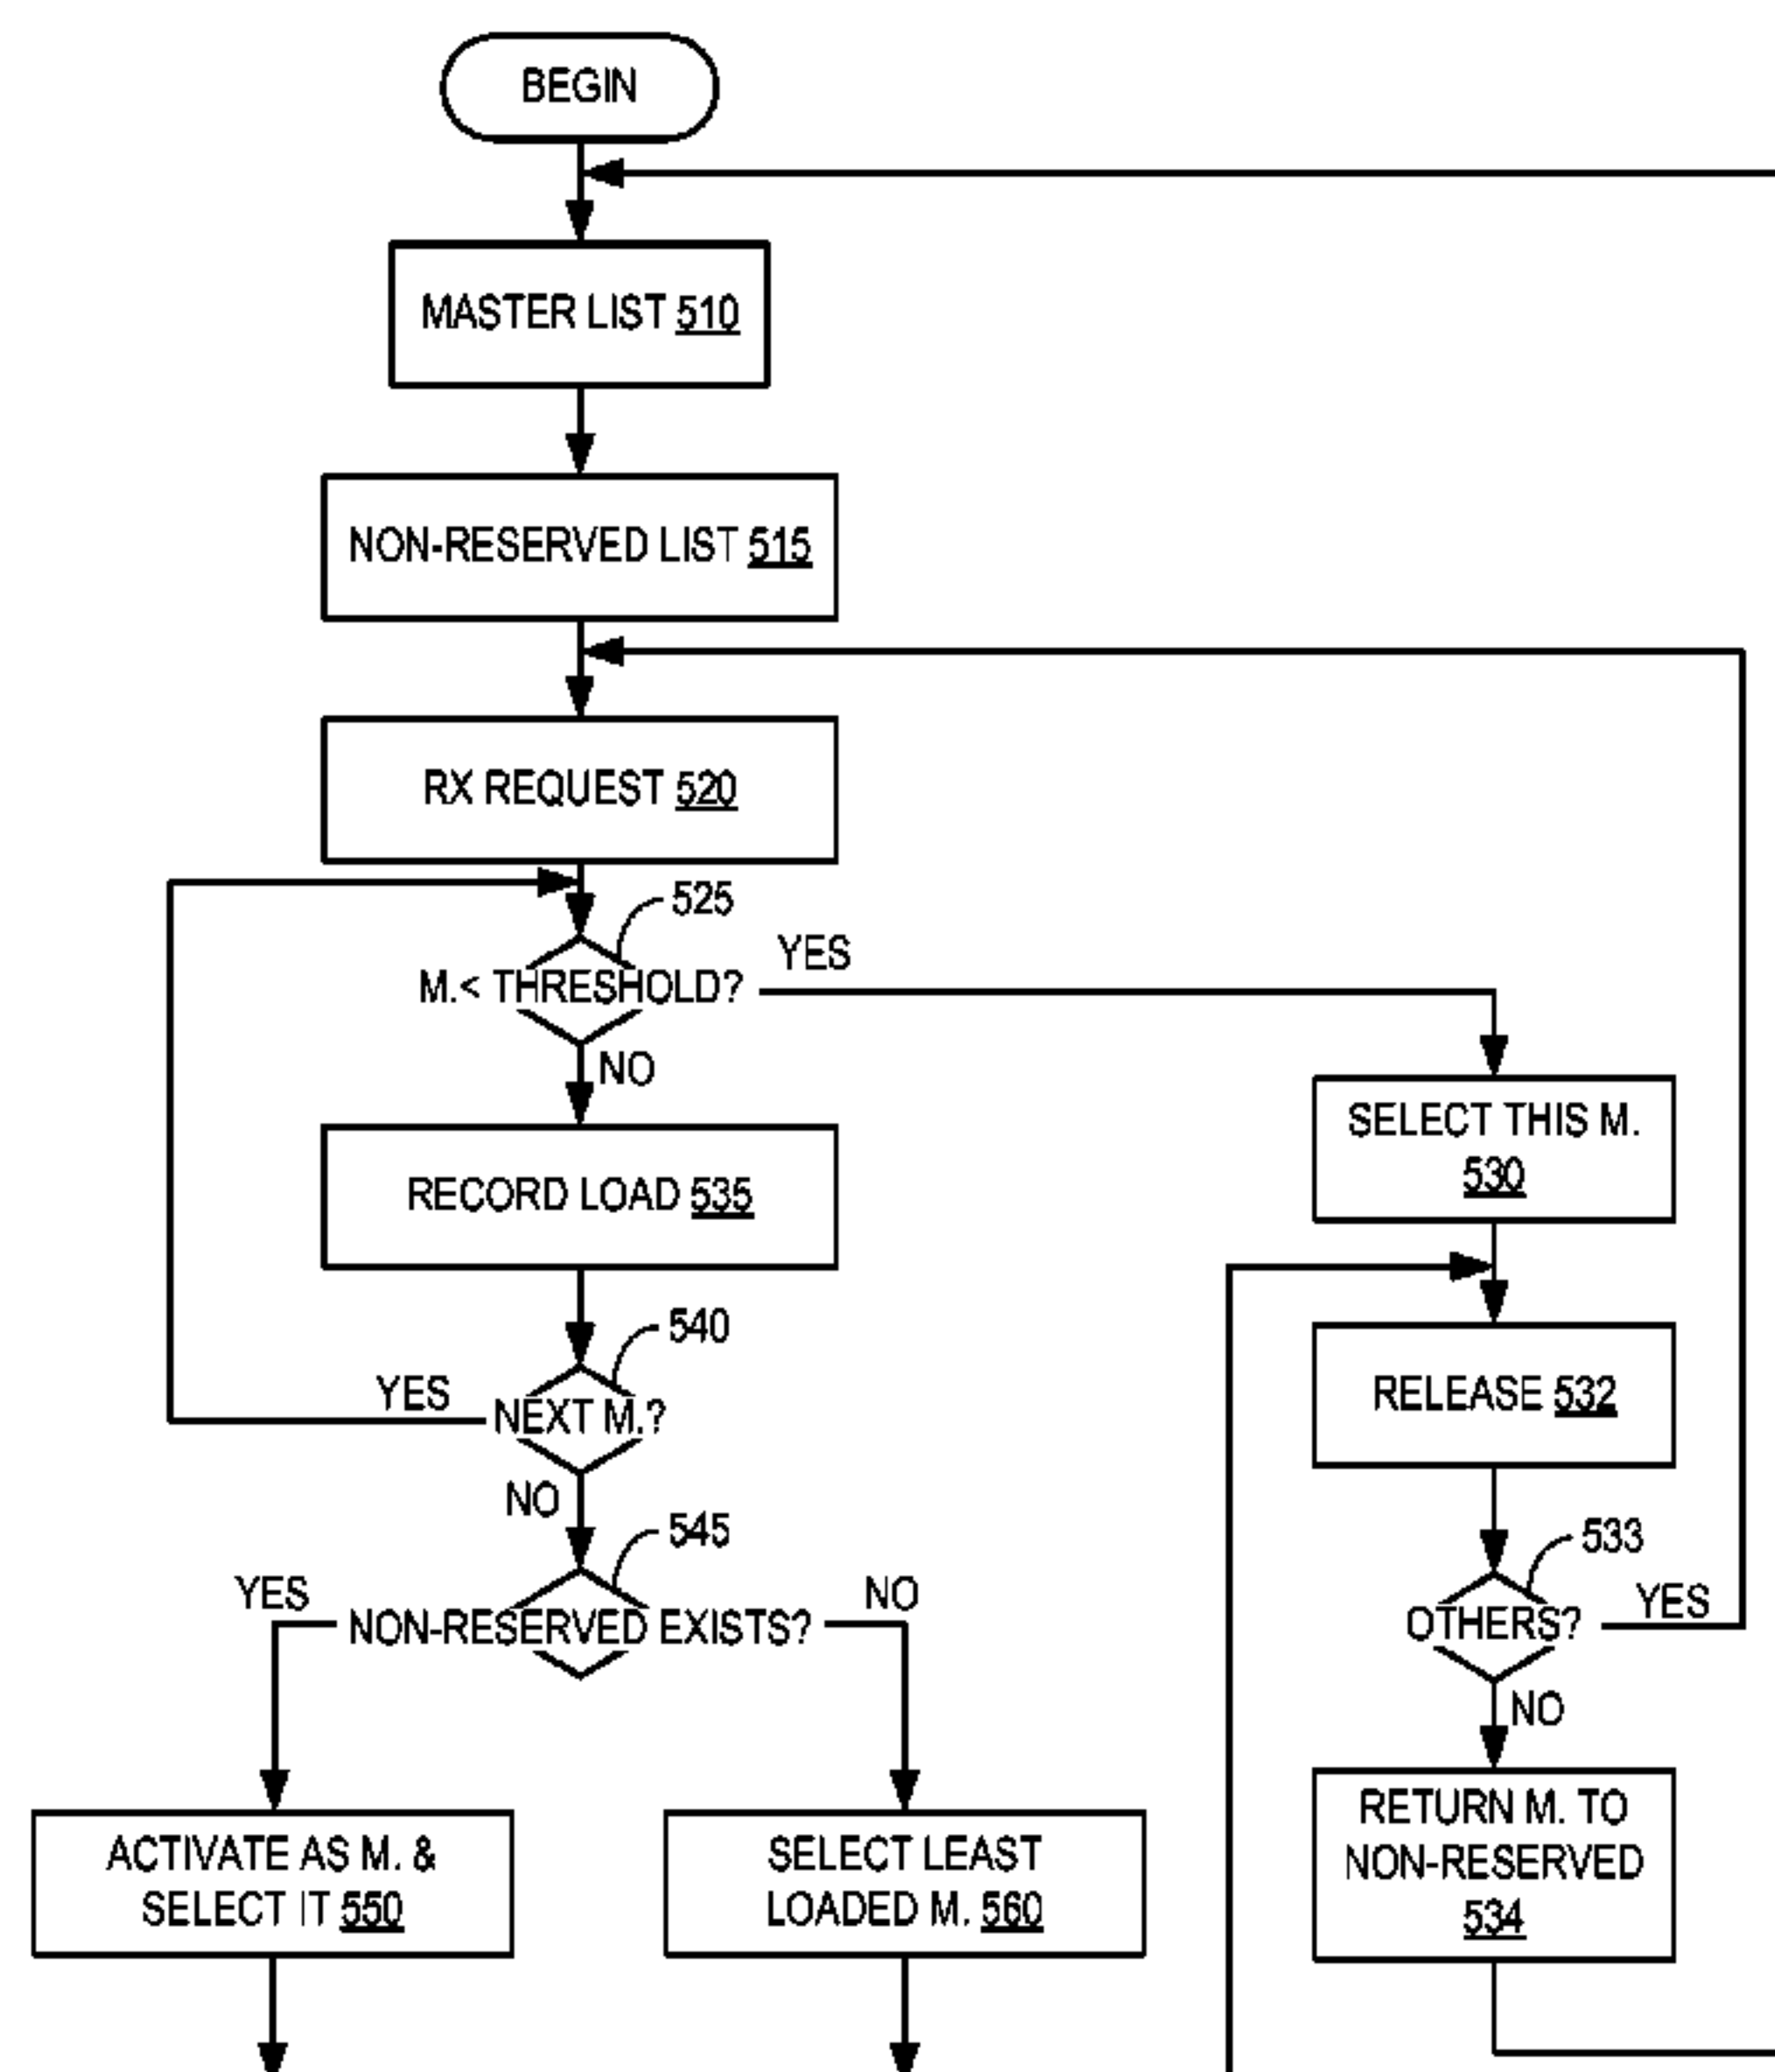 BEGIN
MASTER LIST 510
NON-RESERVED LIST 515
RX REQUEST 520
525
M.< THRESHOLD?
YES
NO
SELECT THIS M.
530
RECORD LOAD 535
540
NEXT M.?
YES
NO
RELEASE 532
533
OTHERS?
YES
NO
545
NON-RESERVED EXISTS?
YES
NO
ACTIVATE AS M. &
SELECT IT 550
SELECT LEAST
LOADED M. 560
RETURN M. TO
NON-RESERVED
534